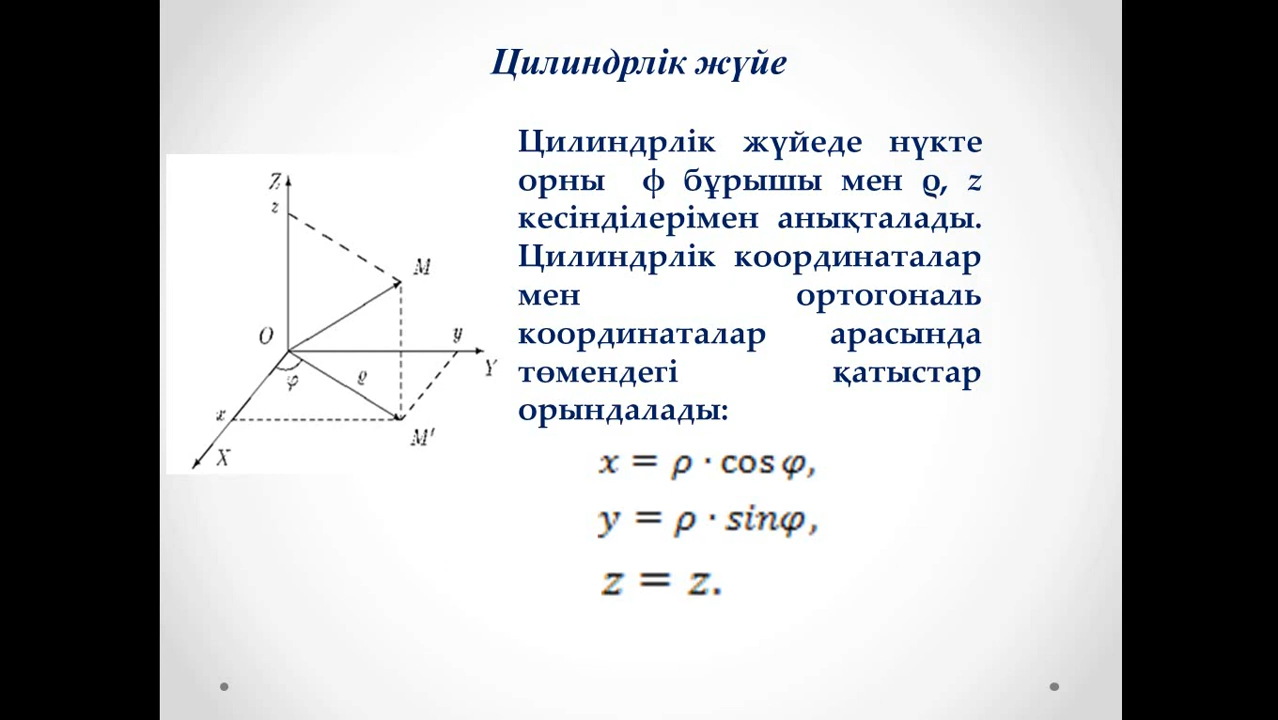 Цилиндрлік жүйе
Цилиндрлік жүйеде нүкте
орны ϕ бұрышы мен ϱ, z
кесінділерімен анықталады.
Цилиндрлік координаталар
мен ортогональ
координаталар арасында
төмендегі қатыстар
орындалады:
x = ρ · cos φ,
y = ρ · sinφ,
z = z.
Z
z
M
O
y
Y
φ
ϱ
x
M'
X